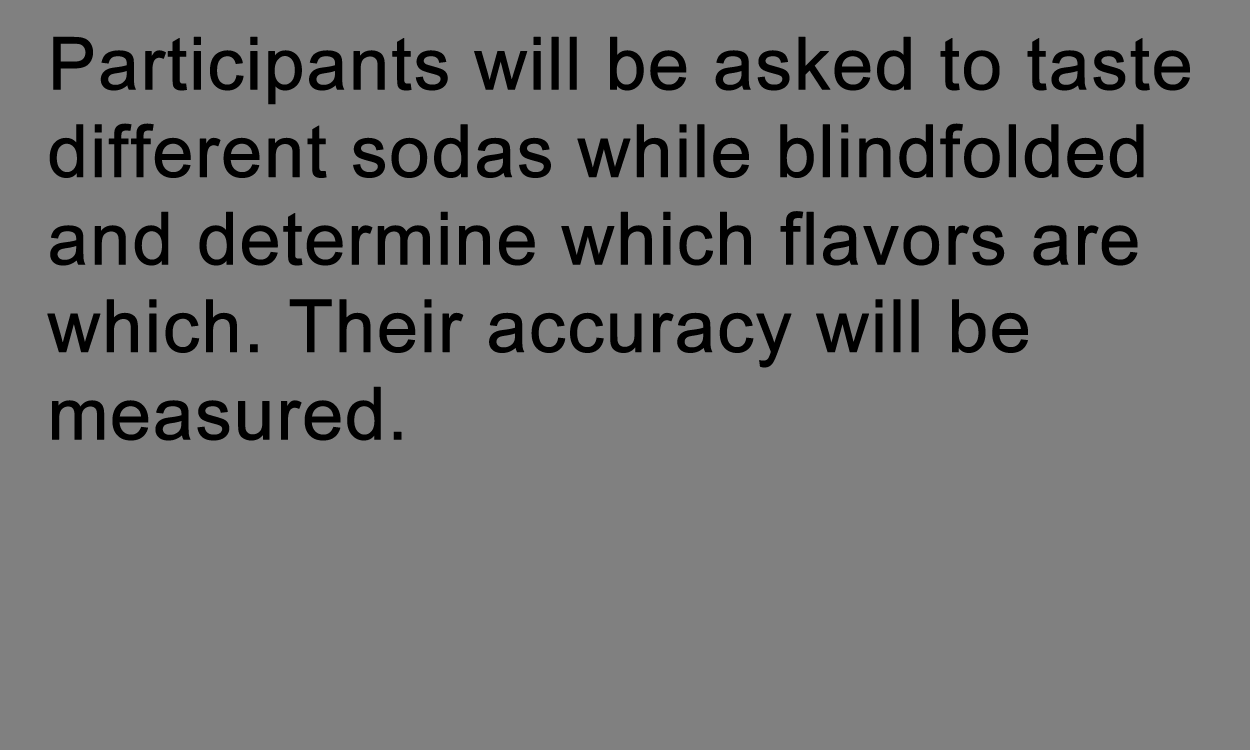 Participants will be asked to taste
different sodas while blindfolded
and determine which flavors are
which. Their accuracy will be
measured.